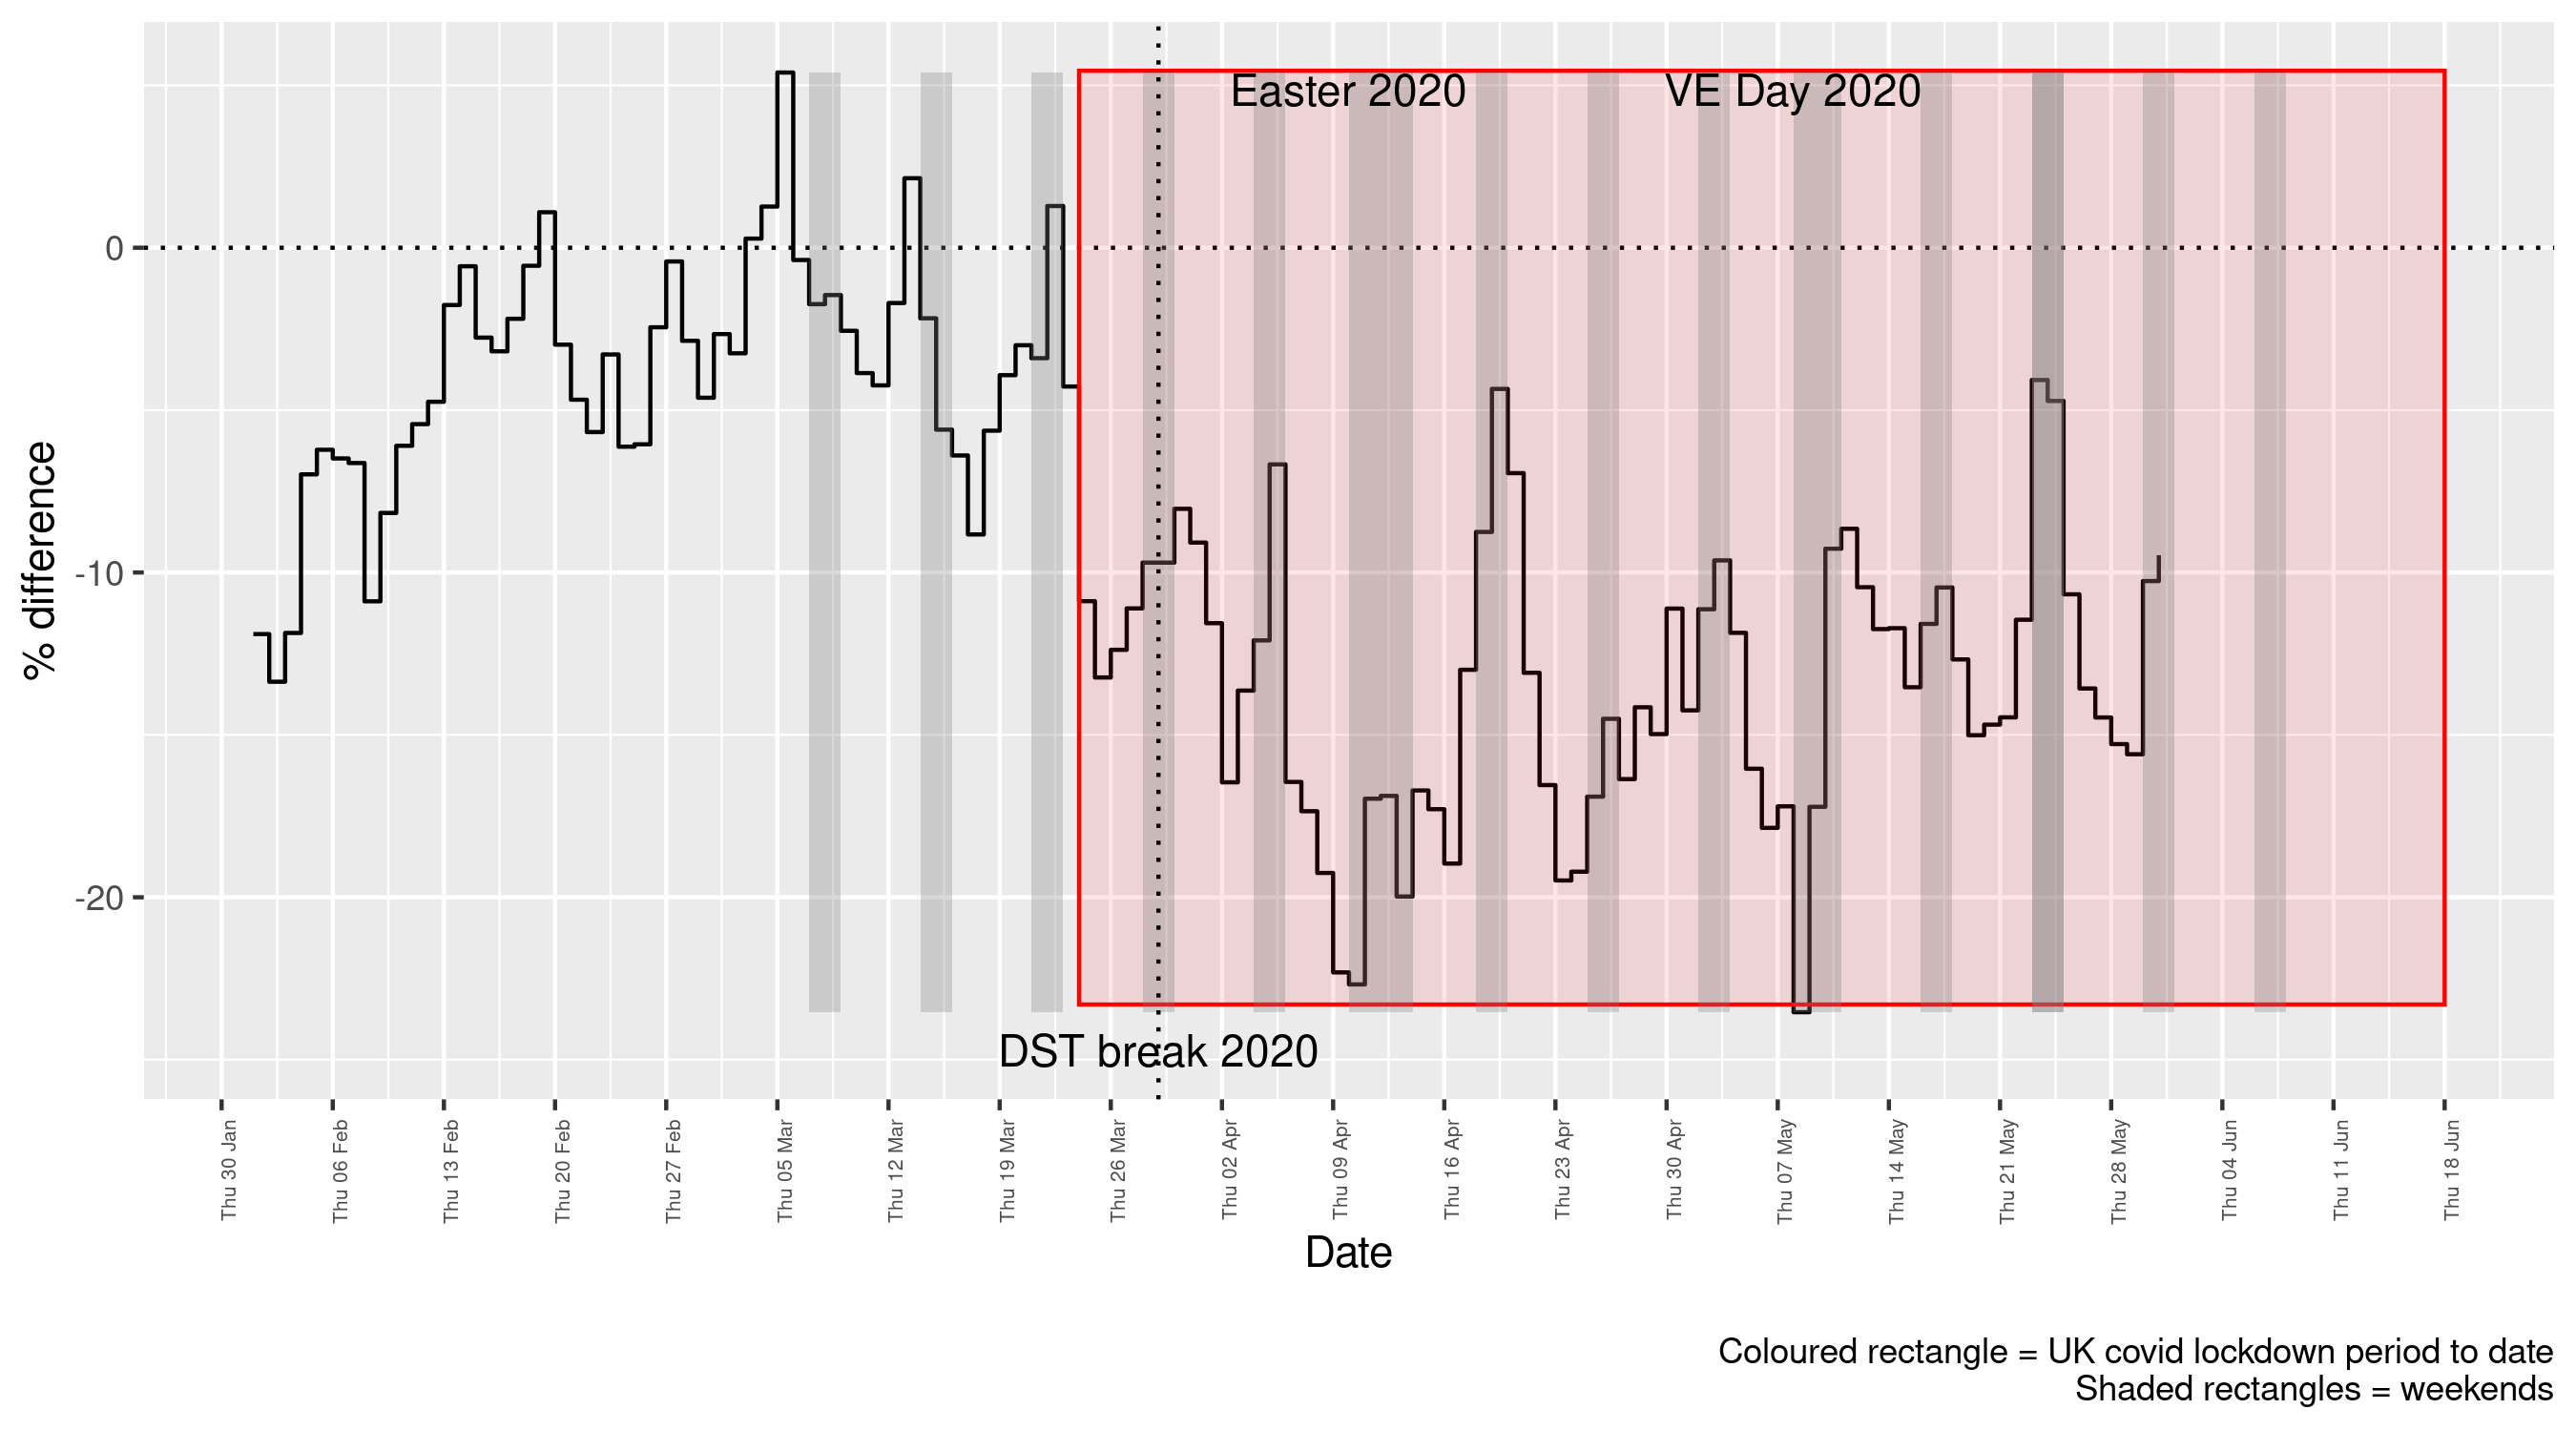 Easter 2020
VE Day 2020
0
-10
-20
% difference
DST break 2020
Thu 30 Jan
Thu 06 Feb
Thu 13 Feb
Thu 20 Feb
Thu 27 Feb
Thu 05 Mar
Thu 12 Mar
Thu 19 Mar
Thu 26 Mar
Thu 02 Apr
Thu 09 Apr
Thu 16 Apr
Thu 23 Apr
Thu 30 Apr
Thu 07 May
Thu 14 May
Thu 21 May
Thu 28 May
Thu 04 Jun
Thu 11 Jun
Thu 18 Jun
Date
Coloured rectangle = UK covid lockdown period to date
Shaded rectangles = weekends